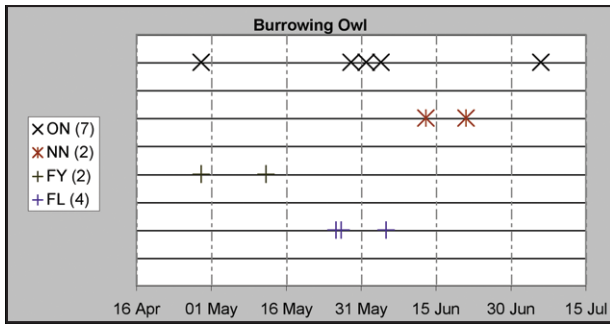 Burrowing Owl
ON (7)
NN (2)
FY (2)
FL (4)
16 Apr 01 May 16 May 31 May 15 Jun 30 Jun 15 Jul